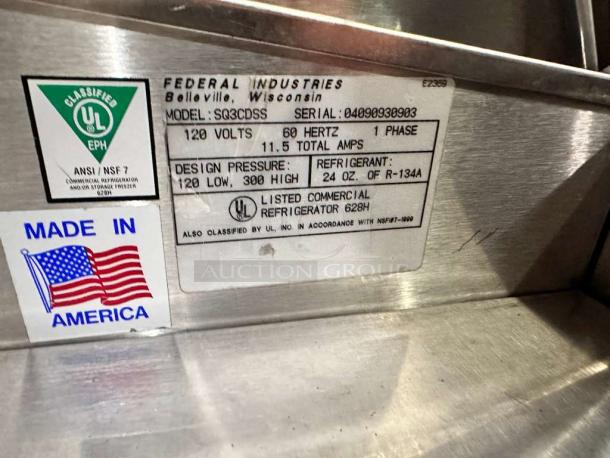 CLASSIFIED
UL
EPH
ANSI / NSF 7
COMMERCIAL REFRIGERATOR
AND/OR STORAGE FREEZER
628H
MADE IN
AMERICA
FEDERAL INDUSTRIES E2369
Belleville, Wisconsin
MODEL: SQ3CDSS SERIAL: 04090930903
120 VOLTS 60 HERTZ 1 PHASE
11.5 TOTAL AMPS
DESIGN PRESSURE:
120 LOW, 300 HIGH
REFRIGERANT:
24 OZ. OF R-134A
UL LISTED COMMERCIAL
REFRIGERATOR 628H
ALSO CLASSIFIED BY UL, INC. IN ACCORDANCE WITH NSF/#7-1999
AUCTION GROUP